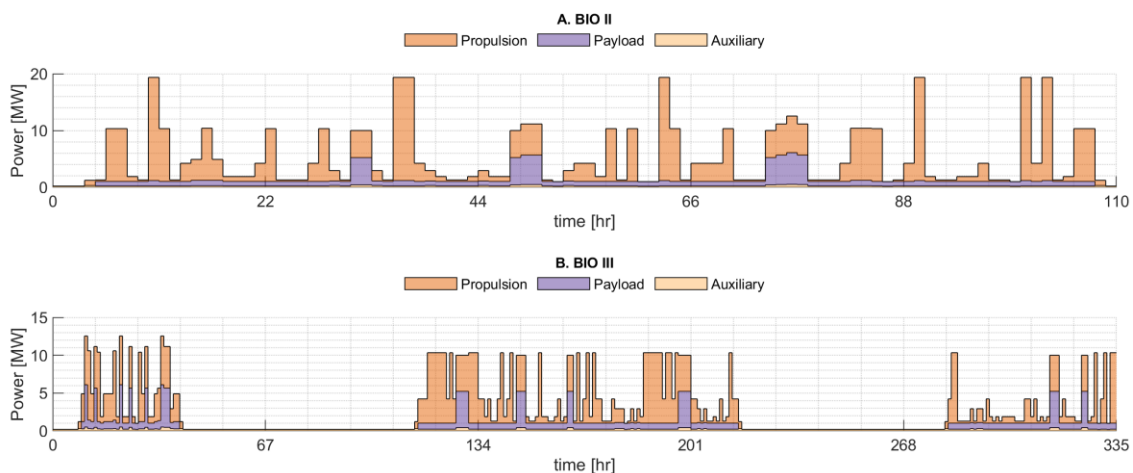 A. BIO II
Propulsion Payload Auxiliary
Power [MW]
20
10
0
0 22 44 66 88 110
time [hr]
B. BIO III
Propulsion Payload Auxiliary
Power [MW]
15
10
5
0
0 67 134 201 268 335
time [hr]